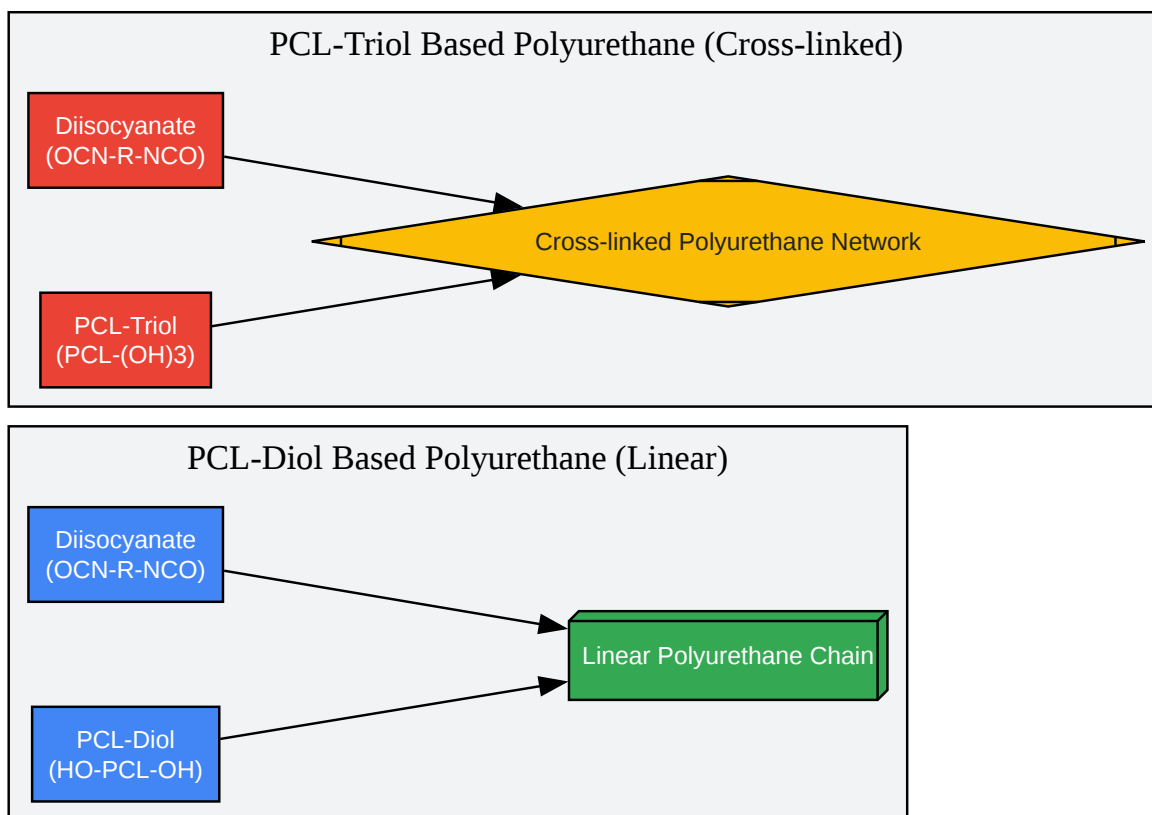 PCL-Triol Based Polyurethane (Cross-linked)
Diisocyanate
(OCN-R-NCO)
Cross-linked Polyurethane Network
PCL-Triol
(PCL-(OH)3)
PCL-Diol Based Polyurethane (Linear)
Diisocyanate
(OCN-R-NCO)
Linear Polyurethane Chain
PCL-Diol
(HO-PCL-OH)